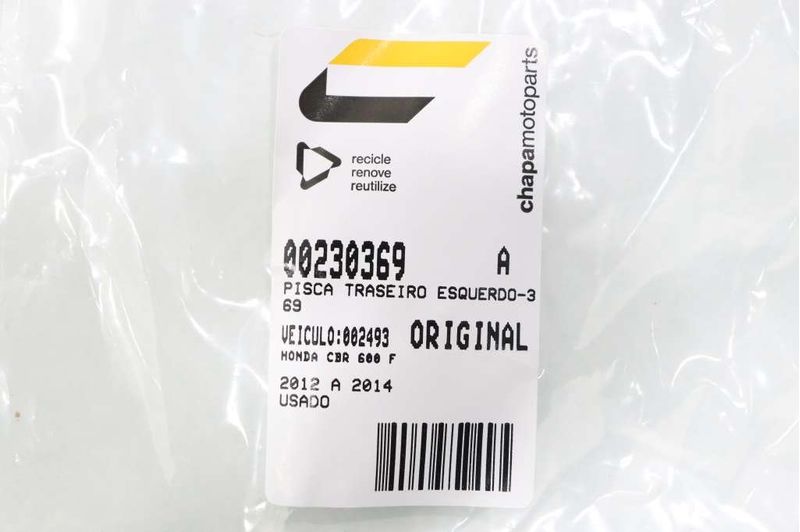 chapamotoparts
recicle
renove
reutilize
00230369 A
PISCA TRASEIRO ESQUERDO-3
69
VEICULO:002493 ORIGINAL
HONDA CBR 600 F
2012 A 2014
USADO